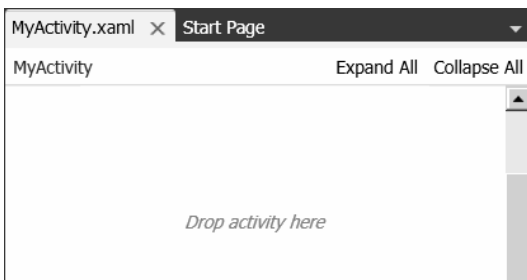 MyActivity.xaml Start Page
MyActivity Expand All Collapse All
Drop activity here